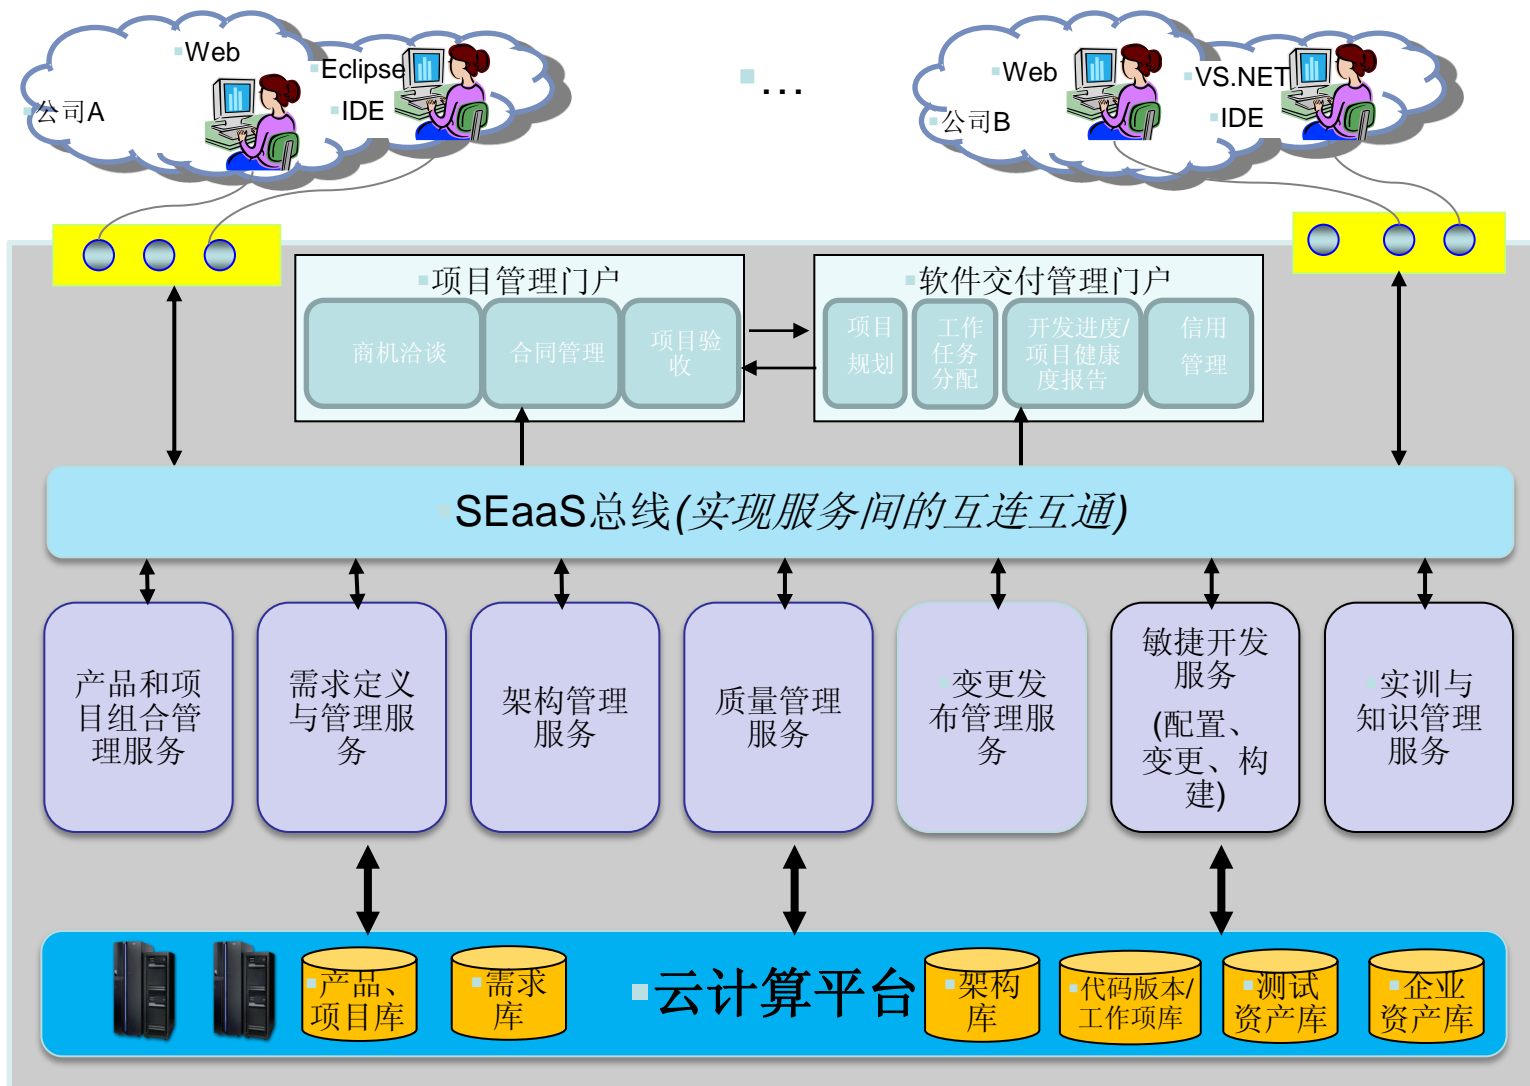 Web
Eclipse
IDE
公司A
…
Web
VS.NET
IDE
公司B
项目管理门户
商机洽谈
合同管理
项目验
收
软件交付管理门户
项目
规划
工作
任务
分配
开发进度/
项目健康
度报告
信用
管理
SEaaS总线(实现服务间的互连互通)
产品和项
目组合管
理服务
需求定义
与管理服
务
架构管理
服务
质量管理
服务
变更发
布管理服
务
敏捷开发
服务
(配置、
变更、构
建)
实训与
知识管理
服务
产品、
项目库
需求
库
云计算平台
架构
库
代码版本/
工作项库
测试
资产库
企业
资产库